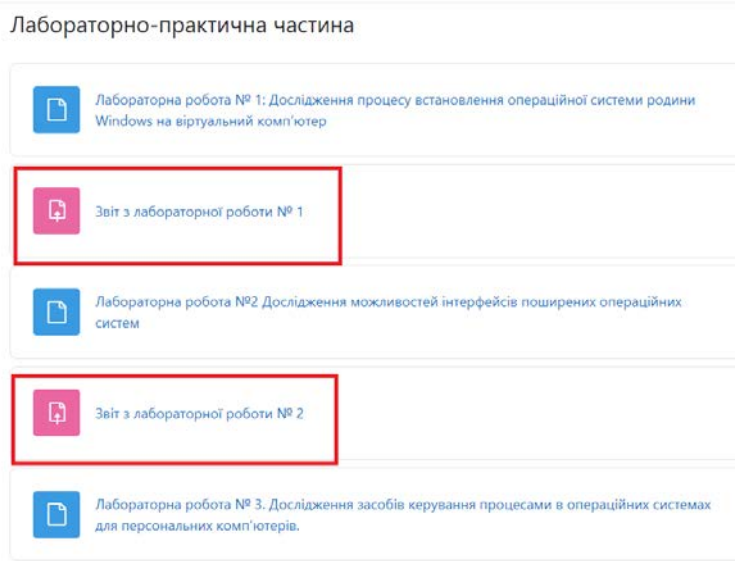 Лабораторно-практична частина
Лабораторна робота № 1: Дослідження процесу встановлення операційної системи родини
Windows на віртуальний комп'ютер
Звіт з лабораторної роботи № 1
Лабораторна робота №2 Дослідження можливостей інтерфейсів поширених операційних
систем
Звіт з лабораторної роботи № 2
Лабораторна робота № 3. Дослідження засобів керування процесами в операційних системах
для персональних комп'ютерів.